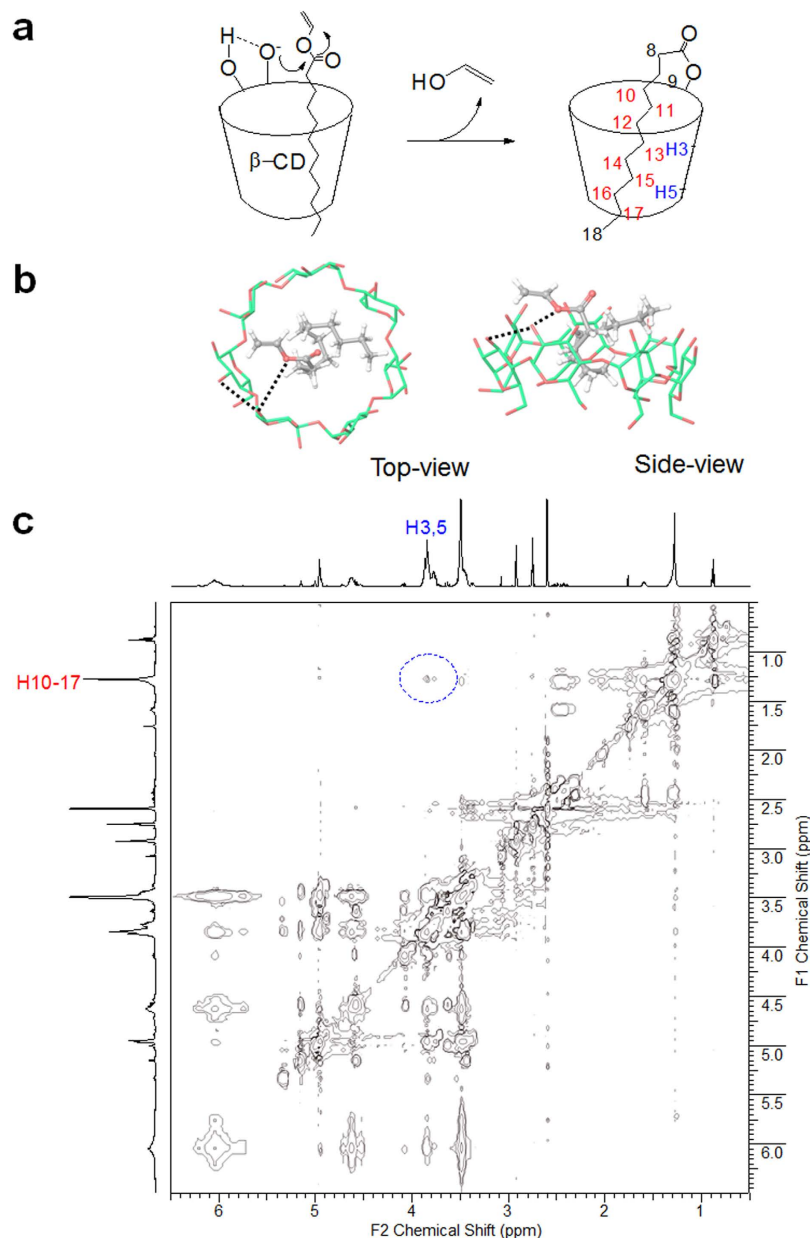 a
H
O⁻
O
O
O
HO
β–CD
O
8
O
9
10
11
12
13
H3
14
15
H5
16
17
18
b
Top-view
Side-view
c
H3,5
H10-17
1.0
1.5
2.0
2.5
3.0
3.5
4.0
4.5
5.0
5.5
6.0
F1 Chemical Shift (ppm)
6 5 4 3 2 1
F2 Chemical Shift (ppm)